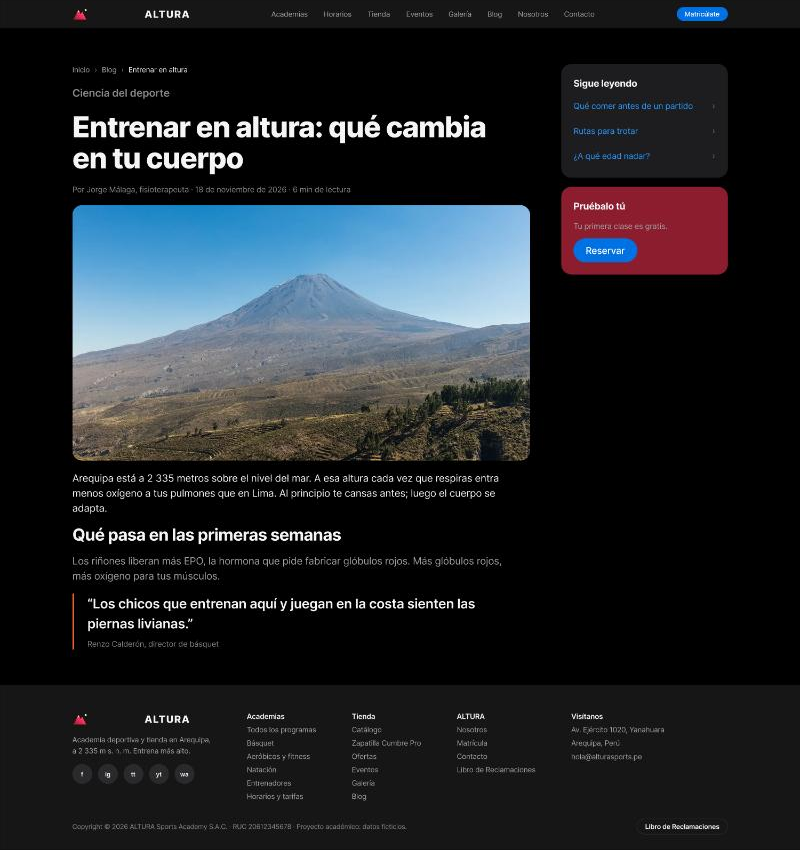 ALTURA
Academias Horarios Tienda Eventos Galería Blog Nosotros Contacto
Matricúlate
Inicio › Blog › Entrenar en altura
Ciencia del deporte
Entrenar en altura: qué cambia
en tu cuerpo
Por Jorge Málaga, fisioterapeuta · 18 de noviembre de 2026 · 6 min de lectura
Arequipa está a 2 335 metros sobre el nivel del mar. A esa altura cada vez que respiras entra
menos oxígeno a tus pulmones que en Lima. Al principio te cansas antes; luego el cuerpo se
adapta.
Qué pasa en las primeras semanas
Los riñones liberan más EPO, la hormona que pide fabricar glóbulos rojos. Más glóbulos rojos,
más oxígeno para tus músculos.
“Los chicos que entrenan aquí y juegan en la costa sienten las
piernas livianas.”
Renzo Calderón, director de básquet
Sigue leyendo
Qué comer antes de un partido ›
Rutas para trotar ›
¿A qué edad nadar? ›
Pruébalo tú
Tu primera clase es gratis.
Reservar
ALTURA
Academia deportiva y tienda en Arequipa,
a 2 335 m s. n. m. Entrena más alto.
f ig tt yt wa
Academias
Todos los programas
Básquet
Aeróbicos y fitness
Natación
Entrenadores
Horarios y tarifas
Tienda
Catálogo
Zapatilla Cumbre Pro
Ofertas
Eventos
Galería
Blog
ALTURA
Nosotros
Matrícula
Contacto
Libro de Reclamaciones
Visítanos
Av. Ejército 1020, Yanahuara
Arequipa, Perú
hola@alturasports.pe
Copyright © 2026 ALTURA Sports Academy S.A.C. · RUC 20612345678 · Proyecto académico: datos ficticios.
Libro de Reclamaciones